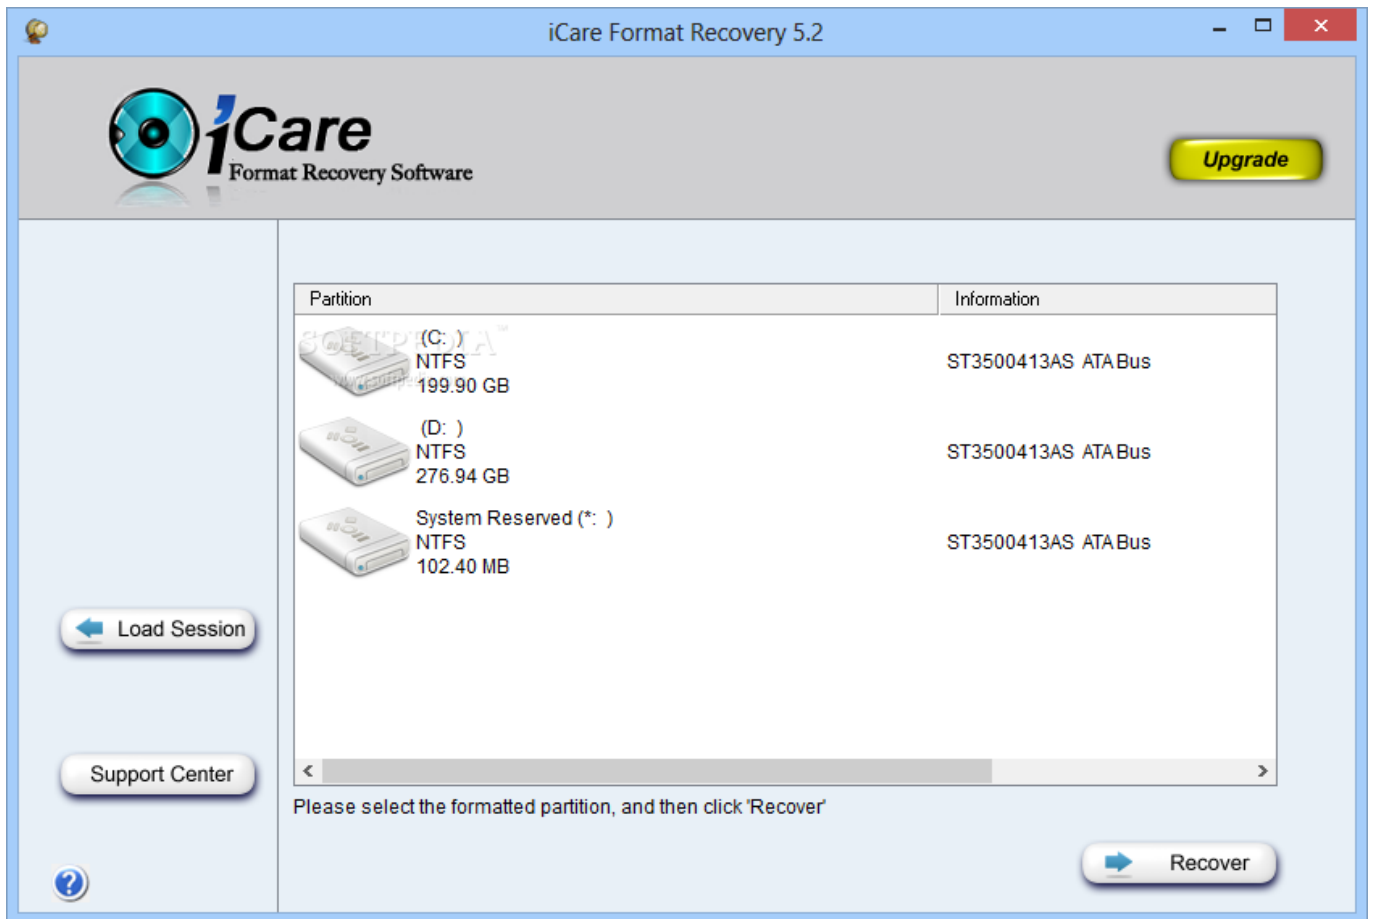 iCare Format Recovery 5.2
iCare
Format Recovery Software
Upgrade
Partition
Information
SOFTPEDIA™
(C: )
NTFS
199.90 GB
ST3500413AS ATA Bus
(D: )
NTFS
276.94 GB
ST3500413AS ATA Bus
System Reserved (*: )
NTFS
102.40 MB
ST3500413AS ATA Bus
Load Session
Support Center
Please select the formatted partition, and then click 'Recover'
Recover